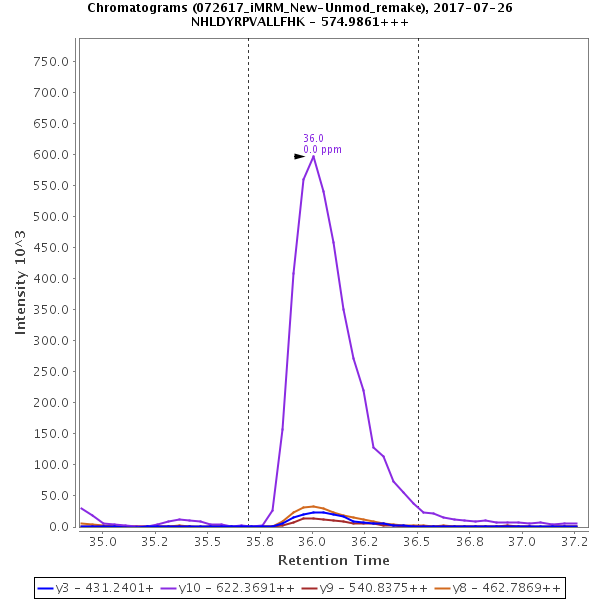 Chromatograms (072617_iMRM_New-Unmod_remake), 2017-07-26
NHLDYRPVALLFHK - 574.9861+++
750.0
700.0
650.0
600.0
550.0
500.0
450.0
400.0
350.0
300.0
250.0
200.0
150.0
100.0
50.0
0.0
Intensity 10^3
36.0
0.0 ppm
35.0 35.2 35.5 35.8 36.0 36.2 36.5 36.8 37.0 37.2
Retention Time
y3 - 431.2401+ y10 - 622.3691++ y9 - 540.8375++ y8 - 462.7869++